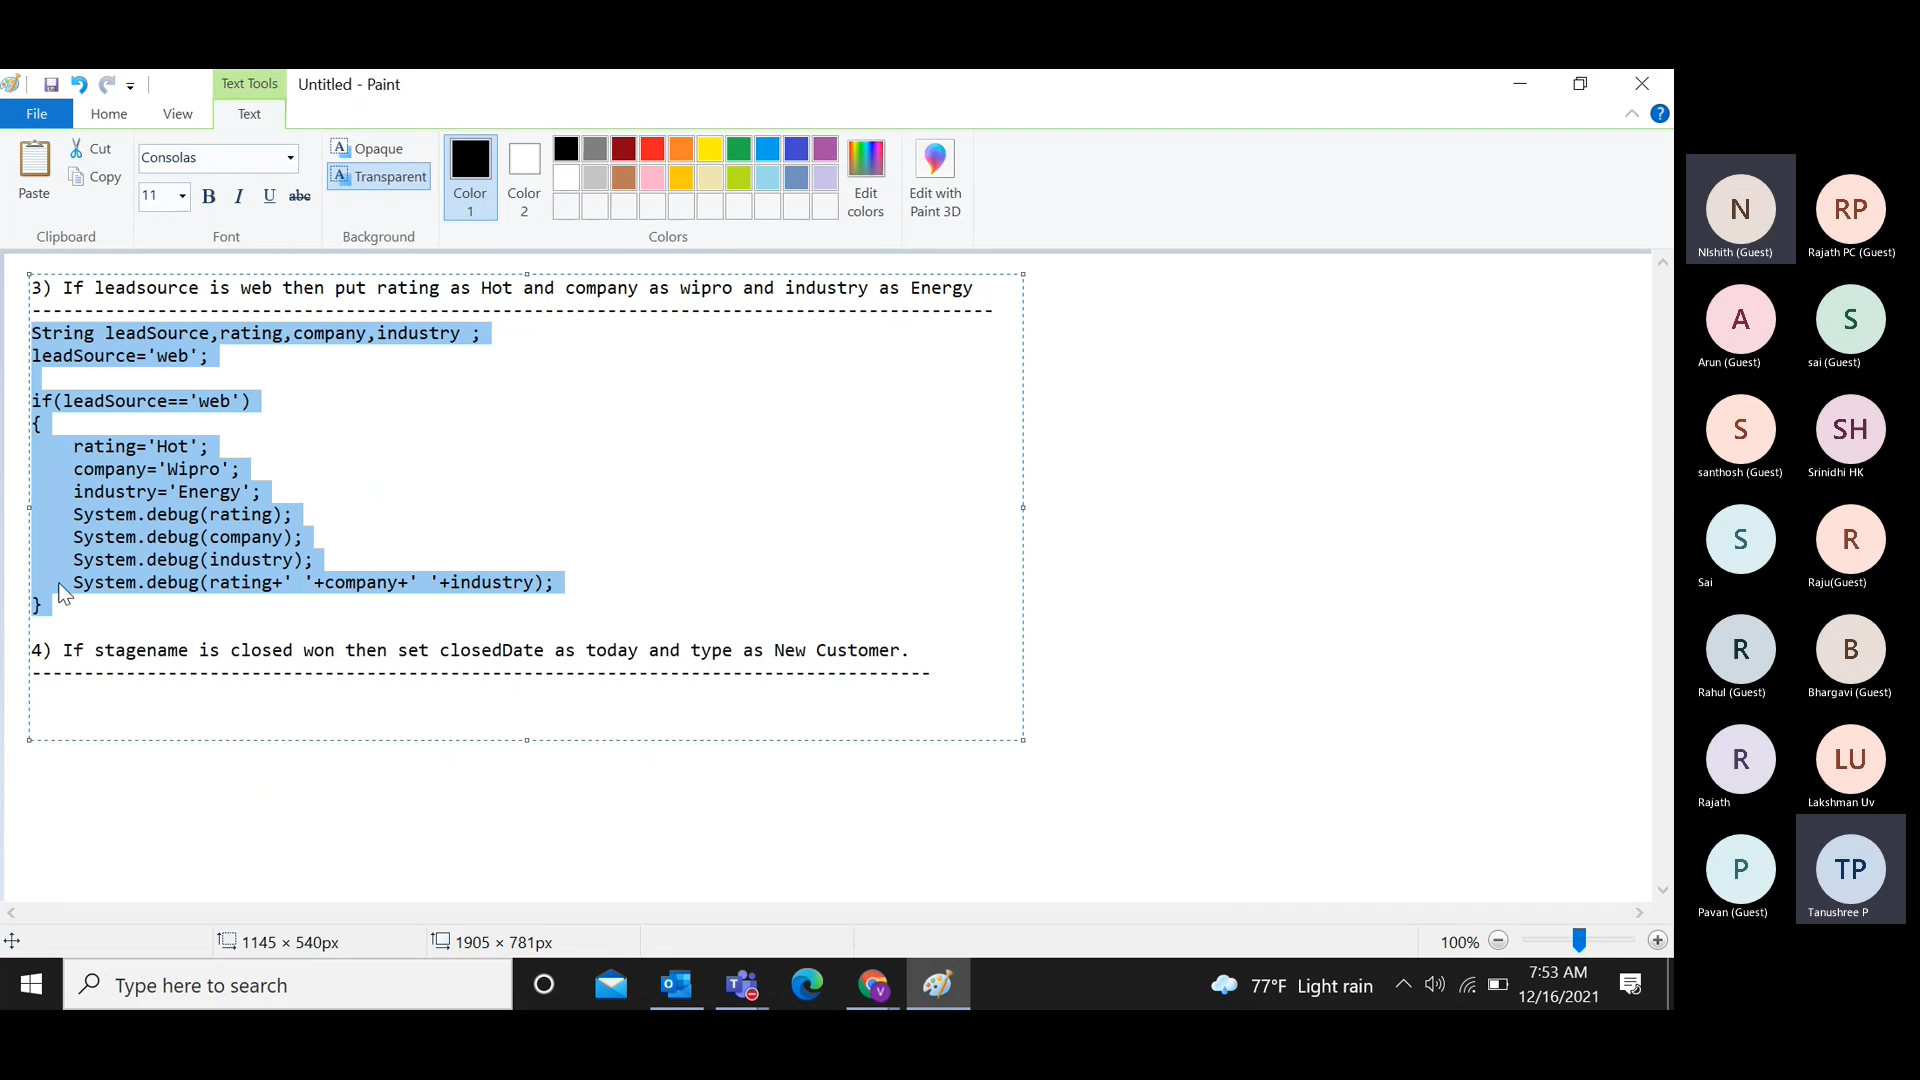 Text Tools
Untitled - Paint
File
Home
View
Text
Paste
Cut
Copy
Clipboard
Consolas
11
B
I
U
abc
Font
A Opaque
A Transparent
Background
Color 1
Color 2
Edit colors
Edit with Paint 3D
Colors
?
3) If leadsource is web then put rating as Hot and company as wipro and industry as Energy
--------------------------------------------------------------------------------------------
String leadSource,rating,company,industry ;
leadSource='web';
if(leadSource=='web')
{
rating='Hot';
company='Wipro';
industry='Energy';
System.debug(rating);
System.debug(company);
System.debug(industry);
System.debug(rating+' '+company+' '+industry);
}
4) If stagename is closed won then set closedDate as today and type as New Customer.
--------------------------------------------------------------------------------------
1145 × 540px
1905 × 781px
100%
Type here to search
77°F Light rain
7:53 AM
12/16/2021
N
NIshith (Guest)
RP
Rajath PC (Guest)
A
Arun (Guest)
S
sai (Guest)
S
santhosh (Guest)
SH
Srinidhi HK
S
Sai
R
Raju(Guest)
R
Rahul (Guest)
B
Bhargavi (Guest)
R
Rajath
LU
Lakshman Uv
P
Pavan (Guest)
TP
Tanushree P